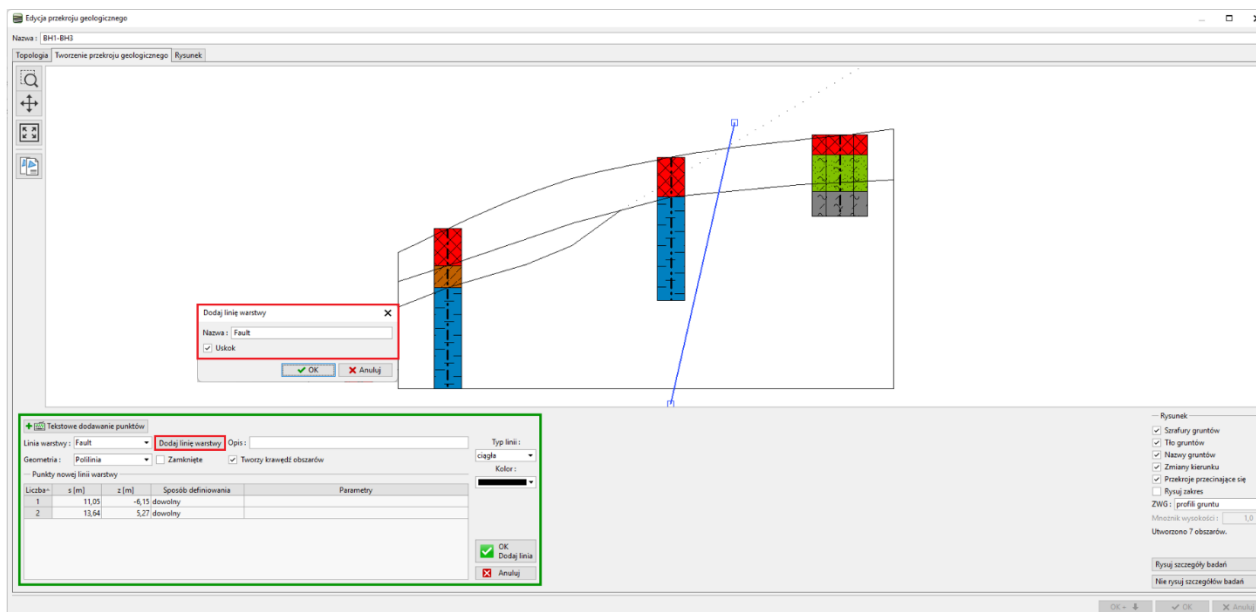 Edycja przekroju geologicznego
Nazwa : BH1-BH3
Topologia Tworzenie przekroju geologicznego Rysunek
Dodaj linię warstwy
Nazwa : Fault
Uskok
OK Anuluj
Tekstowe dodawanie punktów
Linia warstwy : Fault Dodaj linię warstwy Opis :
Geometria : Polilinia Zamknięte Tworzy krawędź obszarów
Punkty nowej linii warstwy
Liczba s [m] z [m] Sposób definiowania Parametry
1 11,05 -6,15 dowolny
2 13,64 5,27 dowolny
Typ linii :
ciągła
Kolor :
OK
Dodaj linia
Anuluj
Rysunek
Szrafury gruntów
Tło gruntów
Nazwy gruntów
Zmiany kierunku
Przekroje przecinające się
Rysuj zakres
ZWG : profili gruntu
Mnożnik wysokości : 1,0
Utworzono 7 obszarów.
Rysuj szczegóły badań
Nie rysuj szczegółów badań
OK + OK Anuluj